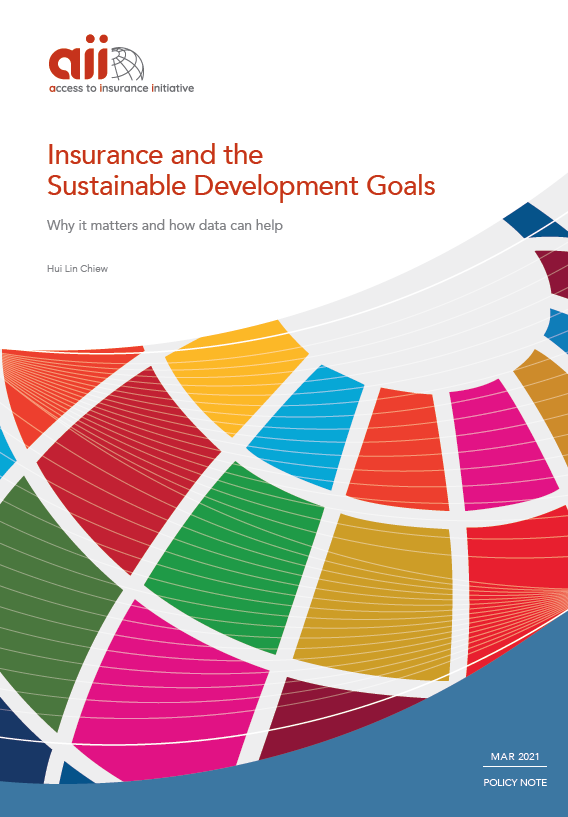 aii
access to insurance initiative
Insurance and the
Sustainable Development Goals
Why it matters and how data can help
Hui Lin Chiew
MAR 2021
POLICY NOTE